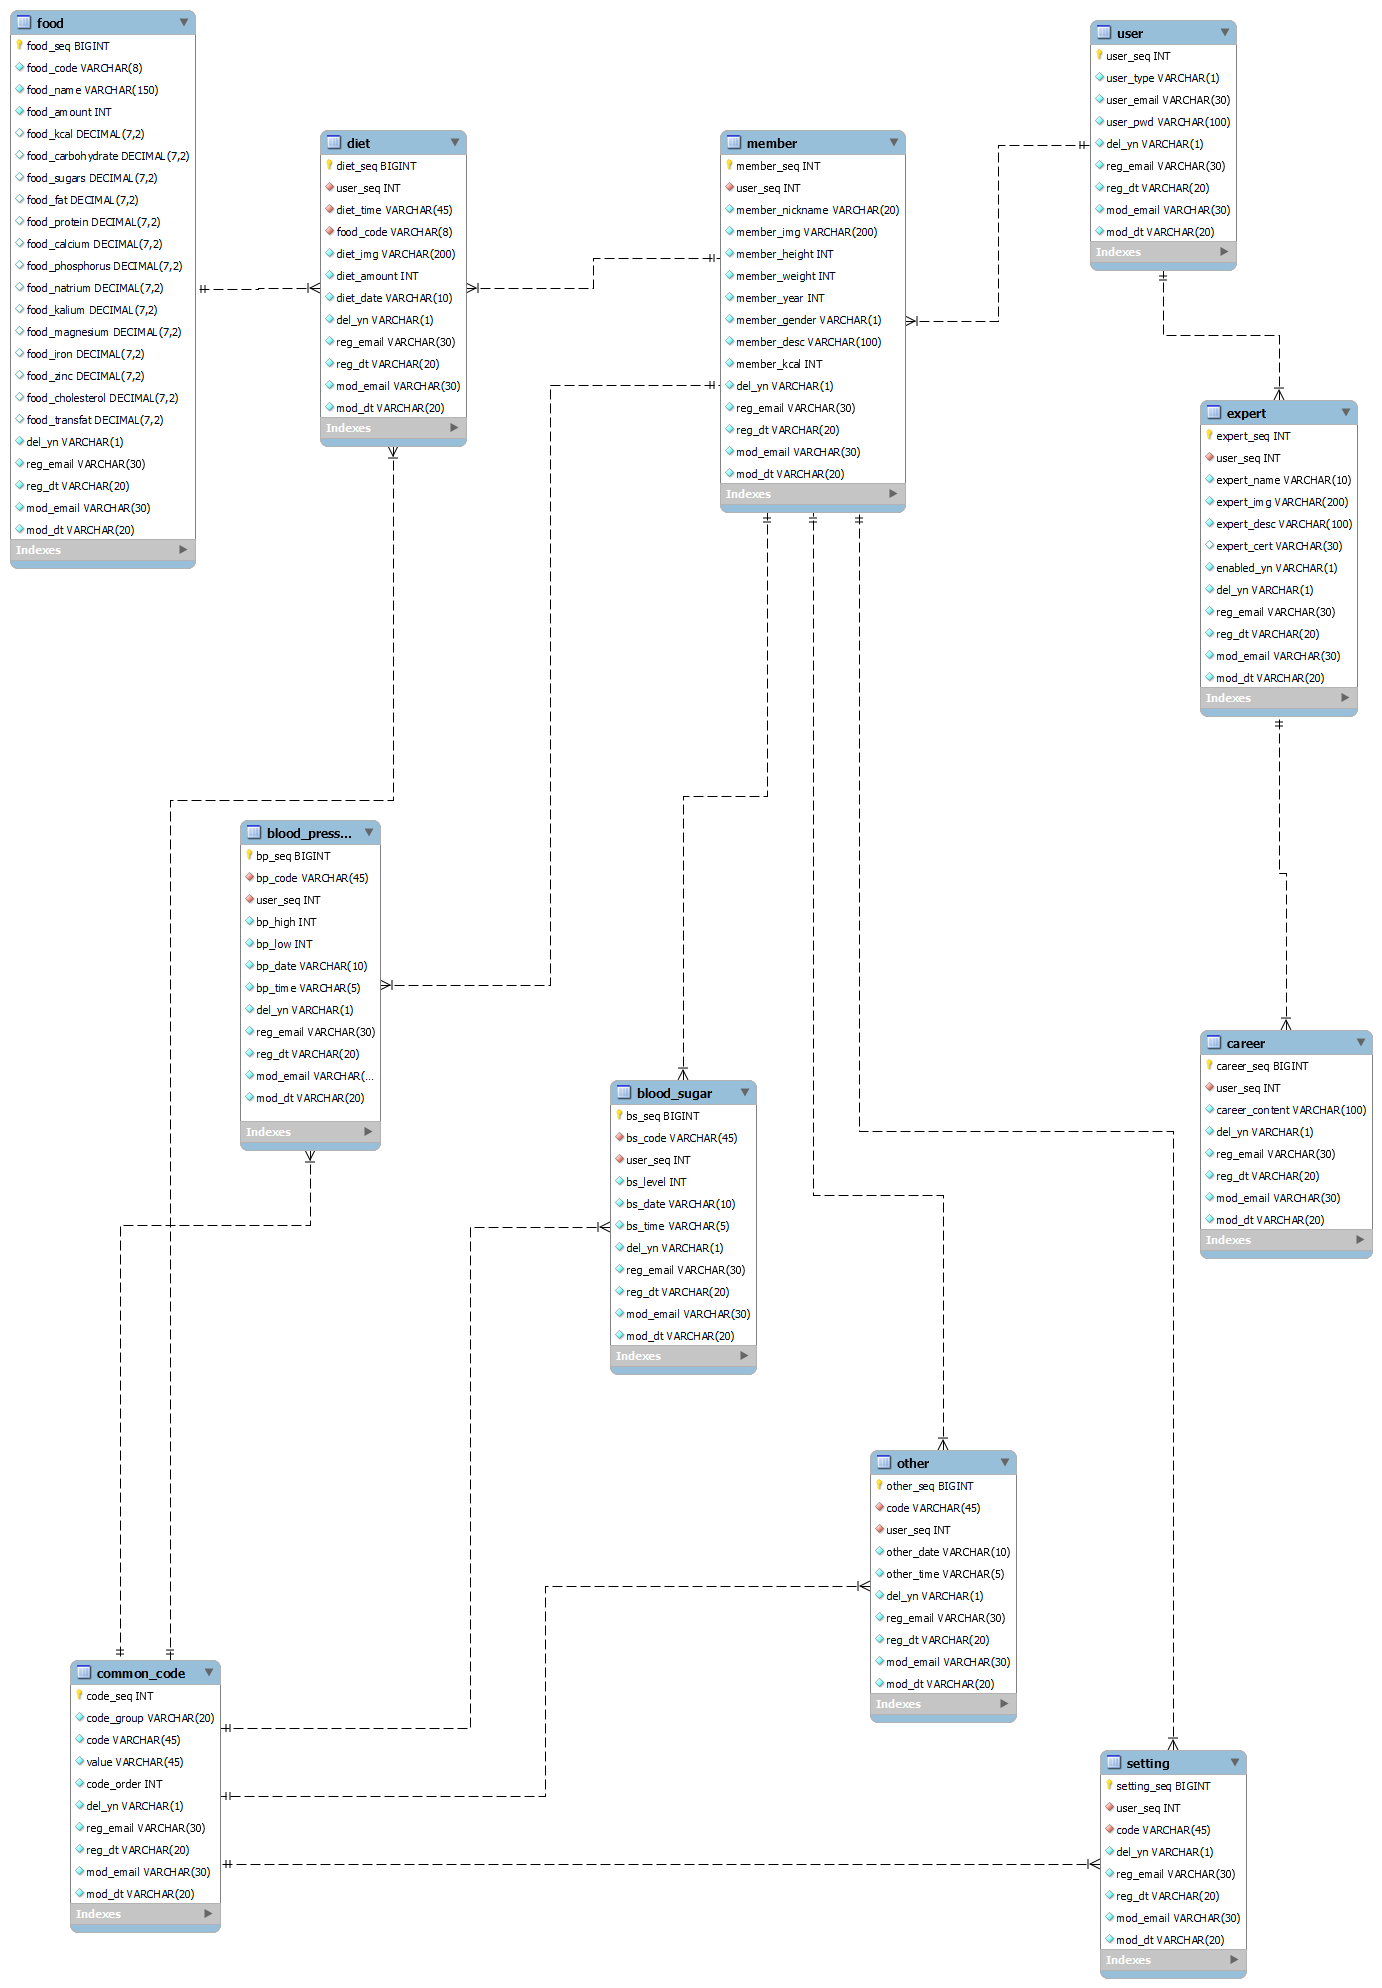 food
food_seq BIGINT
food_code VARCHAR(8)
food_name VARCHAR(150)
food_amount INT
food_kcal DECIMAL(7,2)
food_carbohydrate DECIMAL(7,2)
food_sugars DECIMAL(7,2)
food_fat DECIMAL(7,2)
food_protein DECIMAL(7,2)
food_calcium DECIMAL(7,2)
food_phosphorus DECIMAL(7,2)
food_natrium DECIMAL(7,2)
food_kalium DECIMAL(7,2)
food_magnesium DECIMAL(7,2)
food_iron DECIMAL(7,2)
food_zinc DECIMAL(7,2)
food_cholesterol DECIMAL(7,2)
food_transfat DECIMAL(7,2)
del_yn VARCHAR(1)
reg_email VARCHAR(30)
reg_dt VARCHAR(20)
mod_email VARCHAR(30)
mod_dt VARCHAR(20)
Indexes
diet
diet_seq BIGINT
user_seq INT
diet_time VARCHAR(45)
food_code VARCHAR(8)
diet_img VARCHAR(200)
diet_amount INT
diet_date VARCHAR(10)
del_yn VARCHAR(1)
reg_email VARCHAR(30)
reg_dt VARCHAR(20)
mod_email VARCHAR(30)
mod_dt VARCHAR(20)
Indexes
member
member_seq INT
user_seq INT
member_nickname VARCHAR(20)
member_img VARCHAR(200)
member_height INT
member_weight INT
member_year INT
member_gender VARCHAR(1)
member_desc VARCHAR(100)
member_kcal INT
del_yn VARCHAR(1)
reg_email VARCHAR(30)
reg_dt VARCHAR(20)
mod_email VARCHAR(30)
mod_dt VARCHAR(20)
Indexes
user
user_seq INT
user_type VARCHAR(1)
user_email VARCHAR(30)
user_pwd VARCHAR(100)
del_yn VARCHAR(1)
reg_email VARCHAR(30)
reg_dt VARCHAR(20)
mod_email VARCHAR(30)
mod_dt VARCHAR(20)
Indexes
expert
expert_seq INT
user_seq INT
expert_name VARCHAR(10)
expert_img VARCHAR(200)
expert_desc VARCHAR(100)
expert_cert VARCHAR(30)
enabled_yn VARCHAR(1)
del_yn VARCHAR(1)
reg_email VARCHAR(30)
reg_dt VARCHAR(20)
mod_email VARCHAR(30)
mod_dt VARCHAR(20)
Indexes
blood_press...
bp_seq BIGINT
bp_code VARCHAR(45)
user_seq INT
bp_high INT
bp_low INT
bp_date VARCHAR(10)
bp_time VARCHAR(5)
del_yn VARCHAR(1)
reg_email VARCHAR(30)
reg_dt VARCHAR(20)
mod_email VARCHAR(...
mod_dt VARCHAR(20)
Indexes
blood_sugar
bs_seq BIGINT
bs_code VARCHAR(45)
user_seq INT
bs_level INT
bs_date VARCHAR(10)
bs_time VARCHAR(5)
del_yn VARCHAR(1)
reg_email VARCHAR(30)
reg_dt VARCHAR(20)
mod_email VARCHAR(30)
mod_dt VARCHAR(20)
Indexes
career
career_seq BIGINT
user_seq INT
career_content VARCHAR(100)
del_yn VARCHAR(1)
reg_email VARCHAR(30)
reg_dt VARCHAR(20)
mod_email VARCHAR(30)
mod_dt VARCHAR(20)
Indexes
other
other_seq BIGINT
code VARCHAR(45)
user_seq INT
other_date VARCHAR(10)
other_time VARCHAR(5)
del_yn VARCHAR(1)
reg_email VARCHAR(30)
reg_dt VARCHAR(20)
mod_email VARCHAR(30)
mod_dt VARCHAR(20)
Indexes
common_code
code_seq INT
code_group VARCHAR(20)
code VARCHAR(45)
value VARCHAR(45)
code_order INT
del_yn VARCHAR(1)
reg_email VARCHAR(30)
reg_dt VARCHAR(20)
mod_email VARCHAR(30)
mod_dt VARCHAR(20)
Indexes
setting
setting_seq BIGINT
user_seq INT
code VARCHAR(45)
del_yn VARCHAR(1)
reg_email VARCHAR(30)
reg_dt VARCHAR(20)
mod_email VARCHAR(30)
mod_dt VARCHAR(20)
Indexes